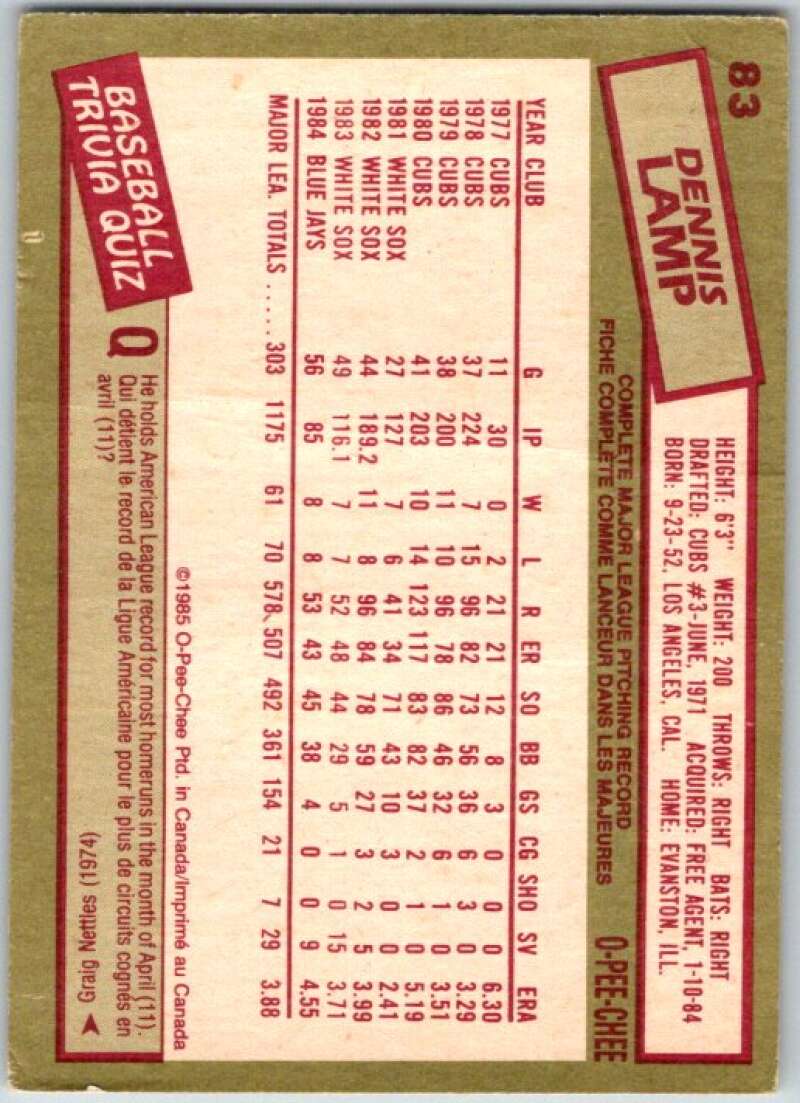 83
DENNIS
LAMP
HEIGHT: 6'3" WEIGHT: 200 THROWS: RIGHT BATS: RIGHT
DRAFTED: CUBS #3-JUNE, 1971 ACQUIRED: FREE AGENT, 1-10-84
BORN: 9-23-52, LOS ANGELES, CAL. HOME: EVANSTON, ILL.
COMPLETE MAJOR LEAGUE PITCHING RECORD
FICHE COMPLÈTE COMME LANCEUR DANS LES MAJEURES
O-PEE-CHEE
YEAR CLUB G IP W L R ER SO BB GS CG SHO SV ERA
1977 CUBS 11 30 0 2 21 21 12 8 3 0 0 0 6.30
1978 CUBS 37 224 7 15 96 82 73 56 36 6 3 0 3.29
1979 CUBS 38 200 11 10 96 78 86 46 32 6 1 0 3.51
1980 CUBS 41 203 10 14 123 117 83 82 37 2 1 0 5.19
1981 WHITE SOX 27 127 7 6 41 34 71 43 10 3 0 0 2.41
1982 WHITE SOX 44 189.2 11 8 96 84 78 59 27 3 2 5 3.99
1983 WHITE SOX 49 116.1 7 7 52 48 44 29 5 1 0 15 3.71
1984 BLUE JAYS 56 85 8 8 53 43 45 38 4 0 0 9 4.55
MAJOR LEA. TOTALS ..... 303 1175 61 70 578 507 492 361 154 21 7 29 3.88
©1985 O-Pee-Chee Ptd. in Canada/Imprimé au Canada
BASEBALL
TRIVIA QUIZ
Q He holds American League record for most homeruns in the month of April (11).
Qui détient le record de la Ligue Américaine pour le plus de circuits cognés en
avril (11)?
Graig Nettles (1974)